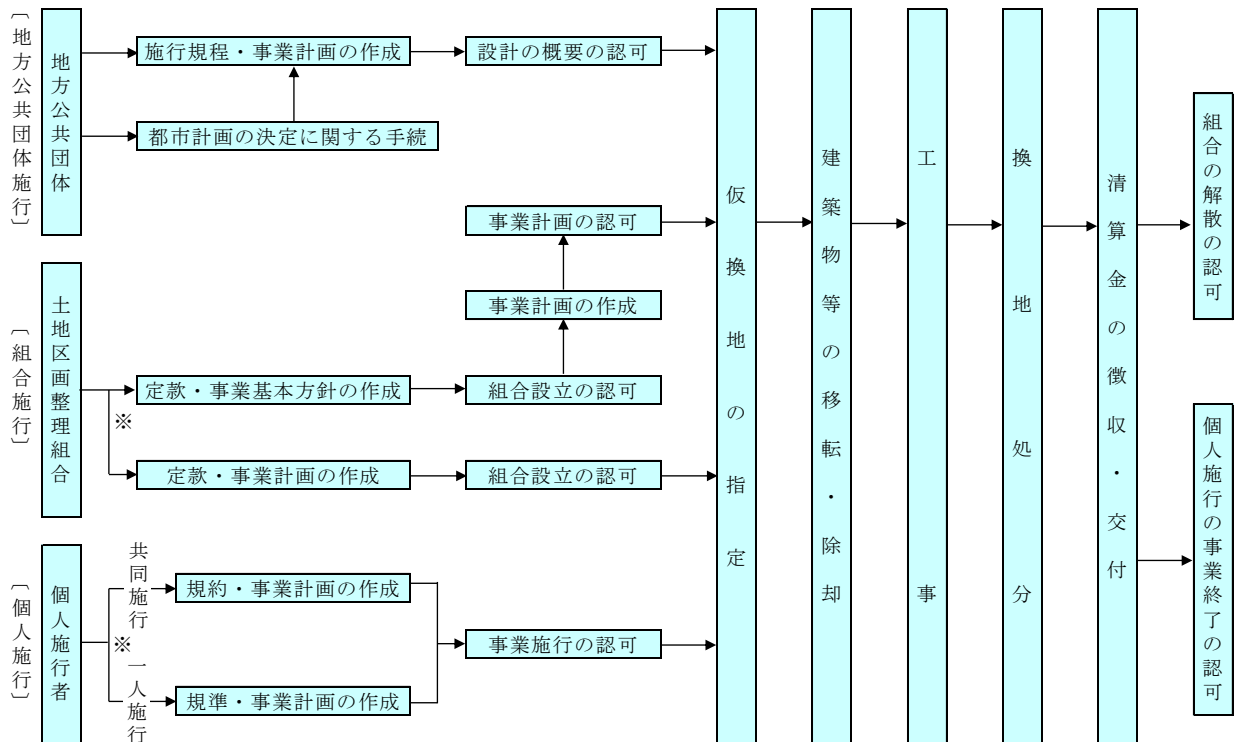 〔地方公共団体施行〕
地方公共団体
施行規程・事業計画の作成
設計の概要の認可
都市計画の決定に関する手続
〔組合施行〕
土地区画整理組合
事業計画の認可
事業計画の作成
定款・事業基本方針の作成
組合設立の認可
※
定款・事業計画の作成
組合設立の認可
〔個人施行〕
個人施行者
共同施行
規約・事業計画の作成
※
事業施行の認可
一人施行
規準・事業計画の作成
仮換地の指定
建築物等の移転・除却
工事
換地処分
清算金の徴収・交付
組合の解散の認可
個人施行の事業終了の認可